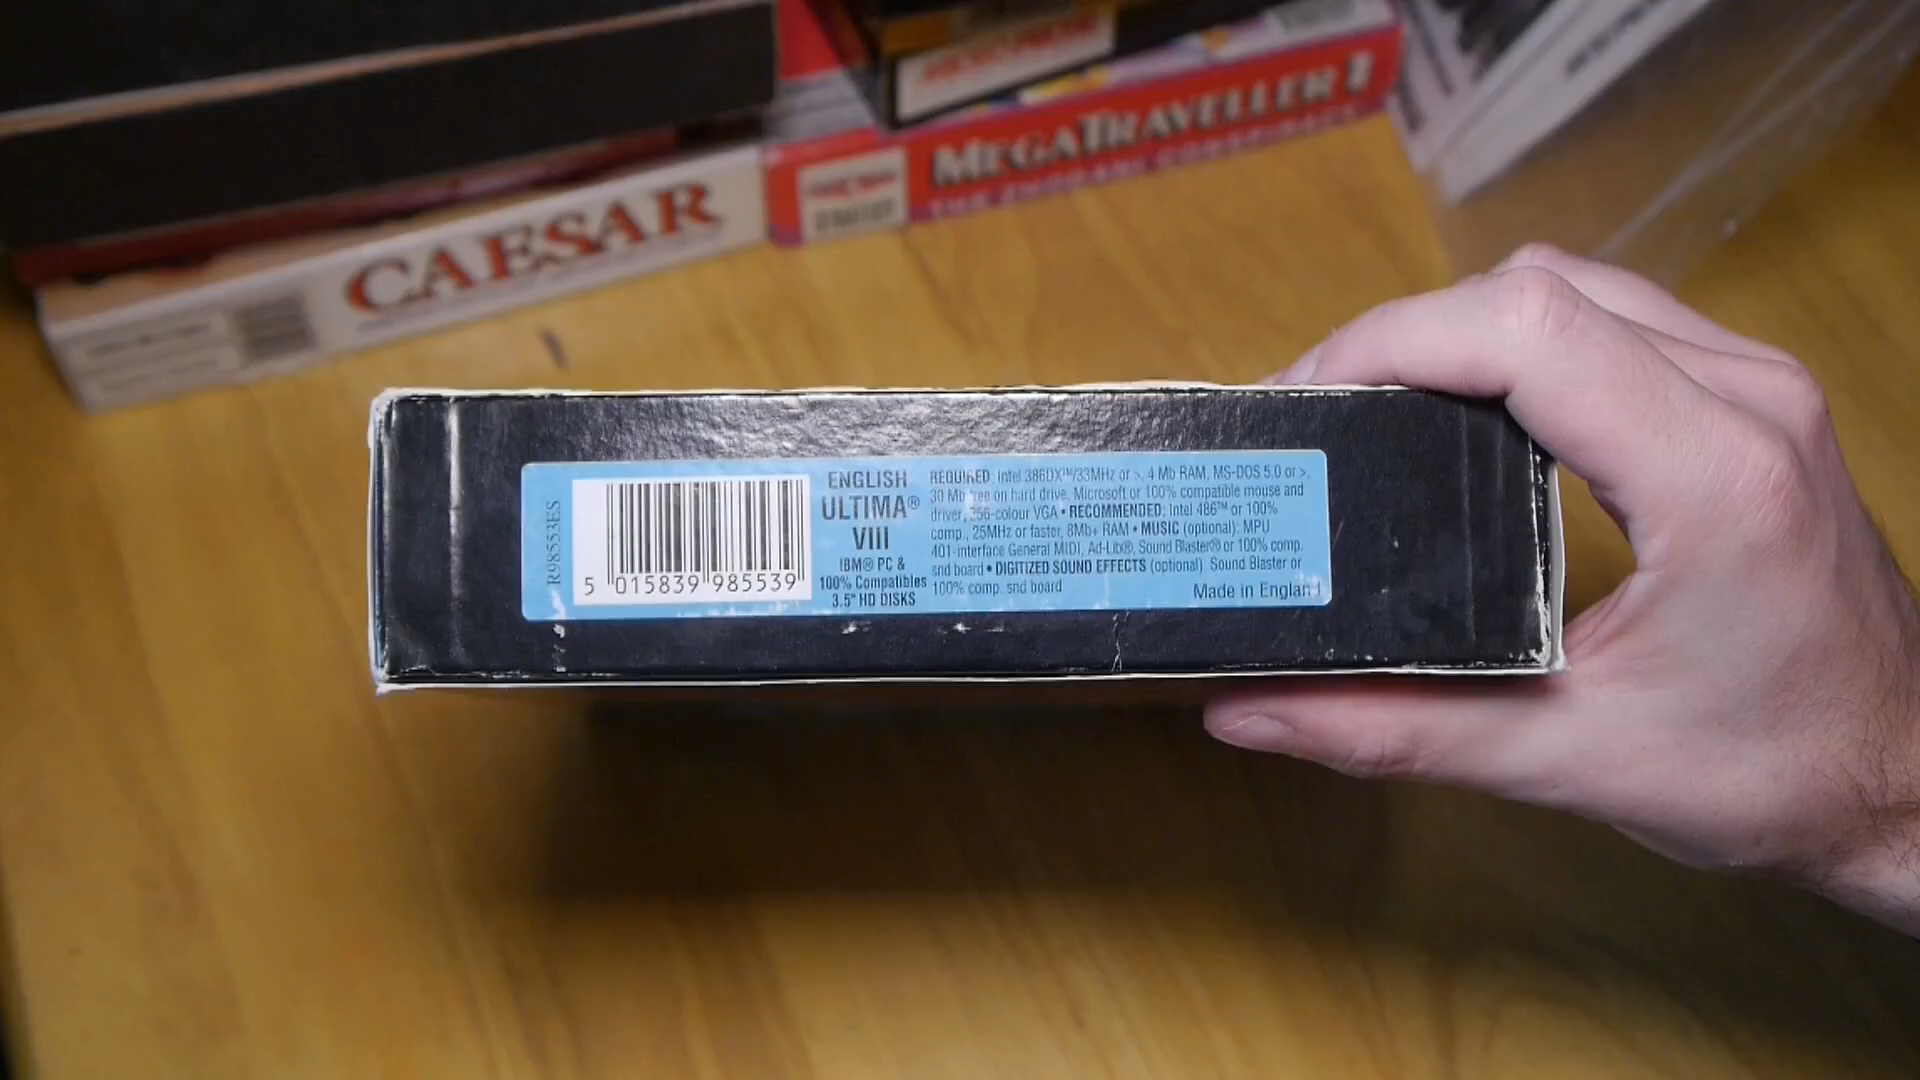 CAESAR
MEGATRAVELLER 1
THE ZHODANI CONSPIRACY
R98553ES
5 015839 985539
ENGLISH
ULTIMA®
VIII
IBM® PC &
100% Compatibles
3.5" HD DISKS
REQUIRED: Intel 386DX™/33MHz or >, 4 Mb RAM, MS-DOS 5.0 or >,
30 Mb free on hard drive, Microsoft or 100% compatible mouse and
driver, 256-colour VGA • RECOMMENDED: Intel 486™ or 100%
comp., 25MHz or faster, 8Mb+ RAM • MUSIC (optional): MPU
401-interface General MIDI, Ad-Lib®, Sound Blaster® or 100% comp.
snd board • DIGITIZED SOUND EFFECTS (optional) Sound Blaster or
100% comp. snd board
Made in England